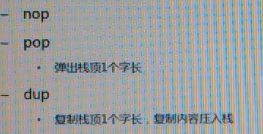 – nop
– pop
• 弹出栈顶1个字长
– dup
• 复制栈顶1个字长，复制内容压入栈